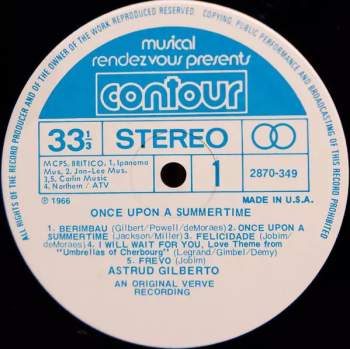 musical
rendezvous presents
contour
33 1/3 STEREO
MCPS, BRITICO, 1. Ipanema
Mus. 2. Jon-Lee Mus.
3,5. Carlin Music
4. Northern / ATV
1
2870-349
℗ 1966
MADE IN U.S.A.
ONCE UPON A SUMMERTIME
1. BERIMBAU (Gilbert/Powell/deMoraes) 2. ONCE UPON A
SUMMERTIME (Jackson/Miller) 3. FELICIDADE (Jobim/
deMoraes) 4. I WILL WAIT FOR YOU, Love Theme from
"Umbrellas of Cherbourg" (Legrand/Gimbel/Demy)
5. FREVO (Jobim)
ASTRUD GILBERTO
AN ORIGINAL VERVE
RECORDING
ALL RIGHTS OF THE RECORD PRODUCER AND OF THE OWNER OF THE WORK REPRODUCED RESERVED. COPYING PUBLIC PERFORMANCE AND BROADCASTING OF THIS RECORD PROHIBITED